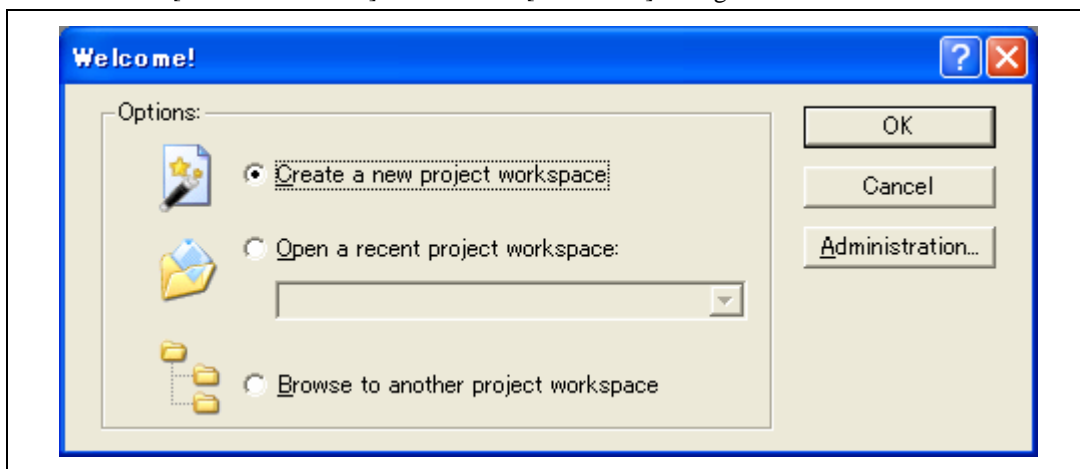 Welcome!
Options:
Create a new project workspace
Open a recent project workspace:
Browse to another project workspace
OK
Cancel
Administration...